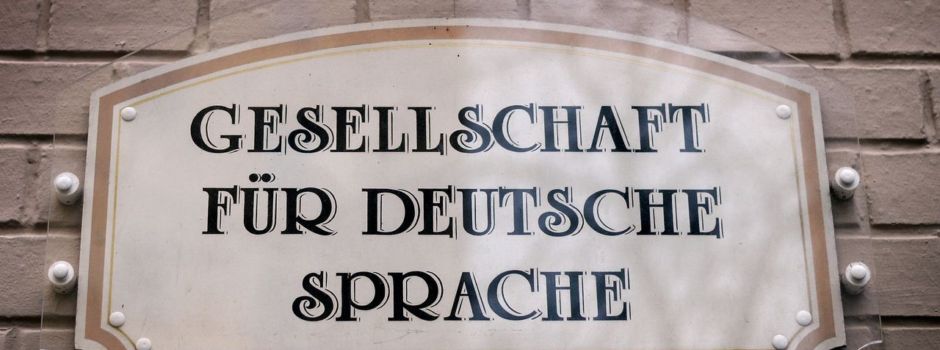 GESELLSCHAFT
FÜR DEUTSCHE
SPRACHE